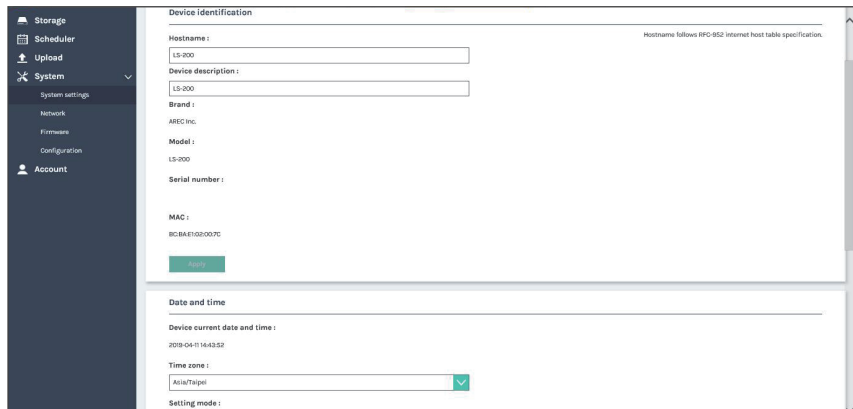 Storage
Scheduler
Upload
System
System settings
Network
Firmware
Configuration
Account
Device identification
Hostname :
Hostname follows RFC-952 internet host table specification.
LS-200
Device description :
LS-200
Brand :
AREC Inc.
Model :
LS-200
Serial number :
MAC :
BC:BA:E1:02:00:7C
Apply
Date and time
Device current date and time :
2019-04-11 14:43:52
Time zone :
Asia/Taipei
Setting mode :